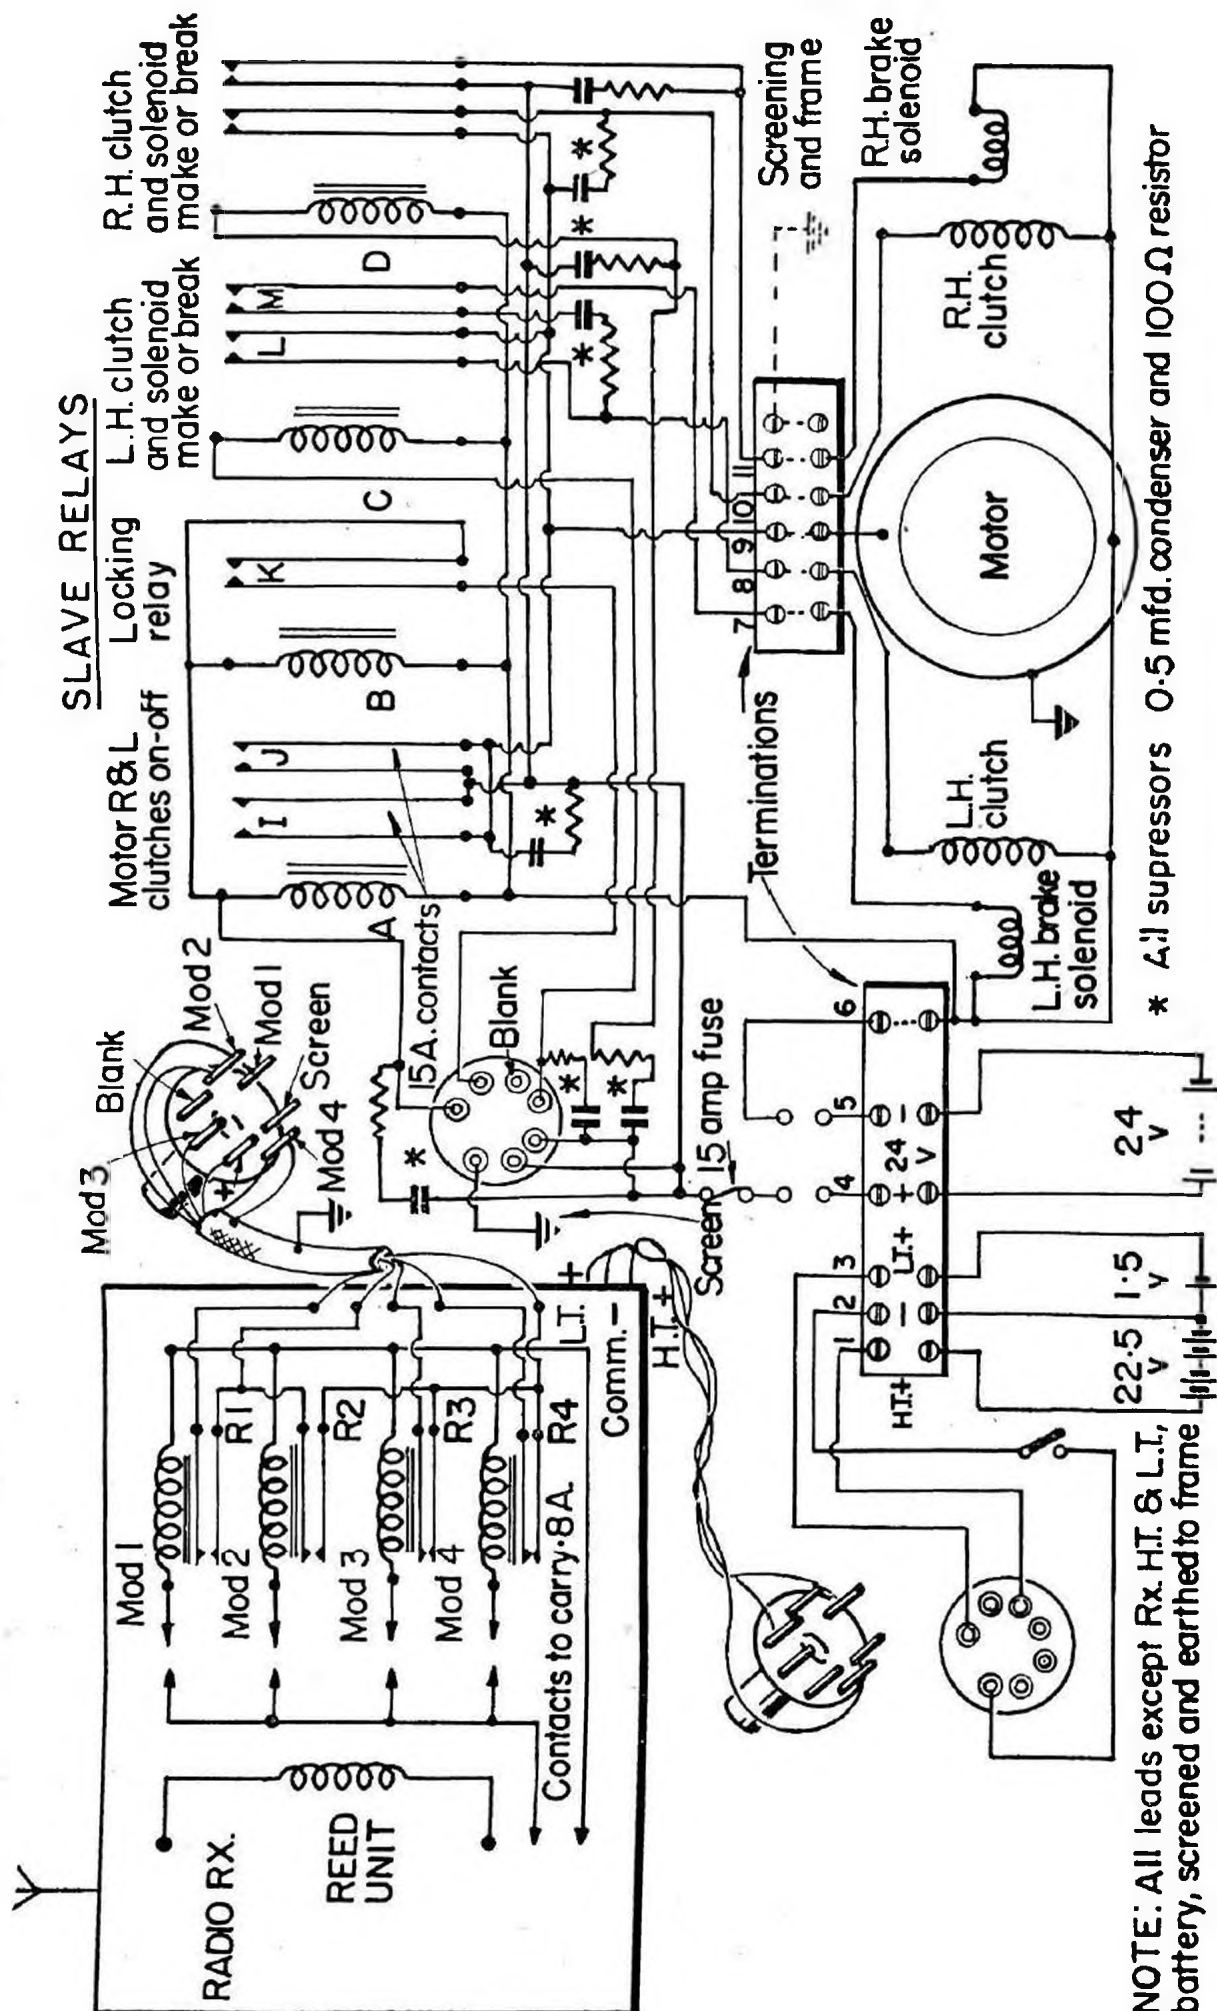 SLAVE RELAYS
Motor R&L
clutches on-off
Locking
relay
L.H. clutch
and solenoid
make or break
R.H. clutch
and solenoid
make or break
A
B
C
D
I
J
K
L
M
15A. contacts
Blank
Mod 2
Mod 1
Screen
Mod 4
Mod 3
+
Blank
*
*
*
*
*
*
*
*
RADIO RX.
REED
UNIT
Mod 1
Mod 2
Mod 3
Mod 4
R1
R2
R3
R4
Contacts to carry ·8A.
L.T. +
Comm. –
H.T. +
Screen
15 amp fuse
Terminations
Screening
and frame
7
8
9
10
11
1
2
3
4
5
6
H.T.+
–
L.T.+
+
24
V
–
22·5
V
1·5
V
24
V
L.H. brake
solenoid
L.H.
clutch
Motor
R.H.
clutch
R.H. brake
solenoid
* All supressors 0·5 mfd. condenser and 100Ω resistor
NOTE: All leads except Rx. H.T. & L.T.,
battery, screened and earthed to frame